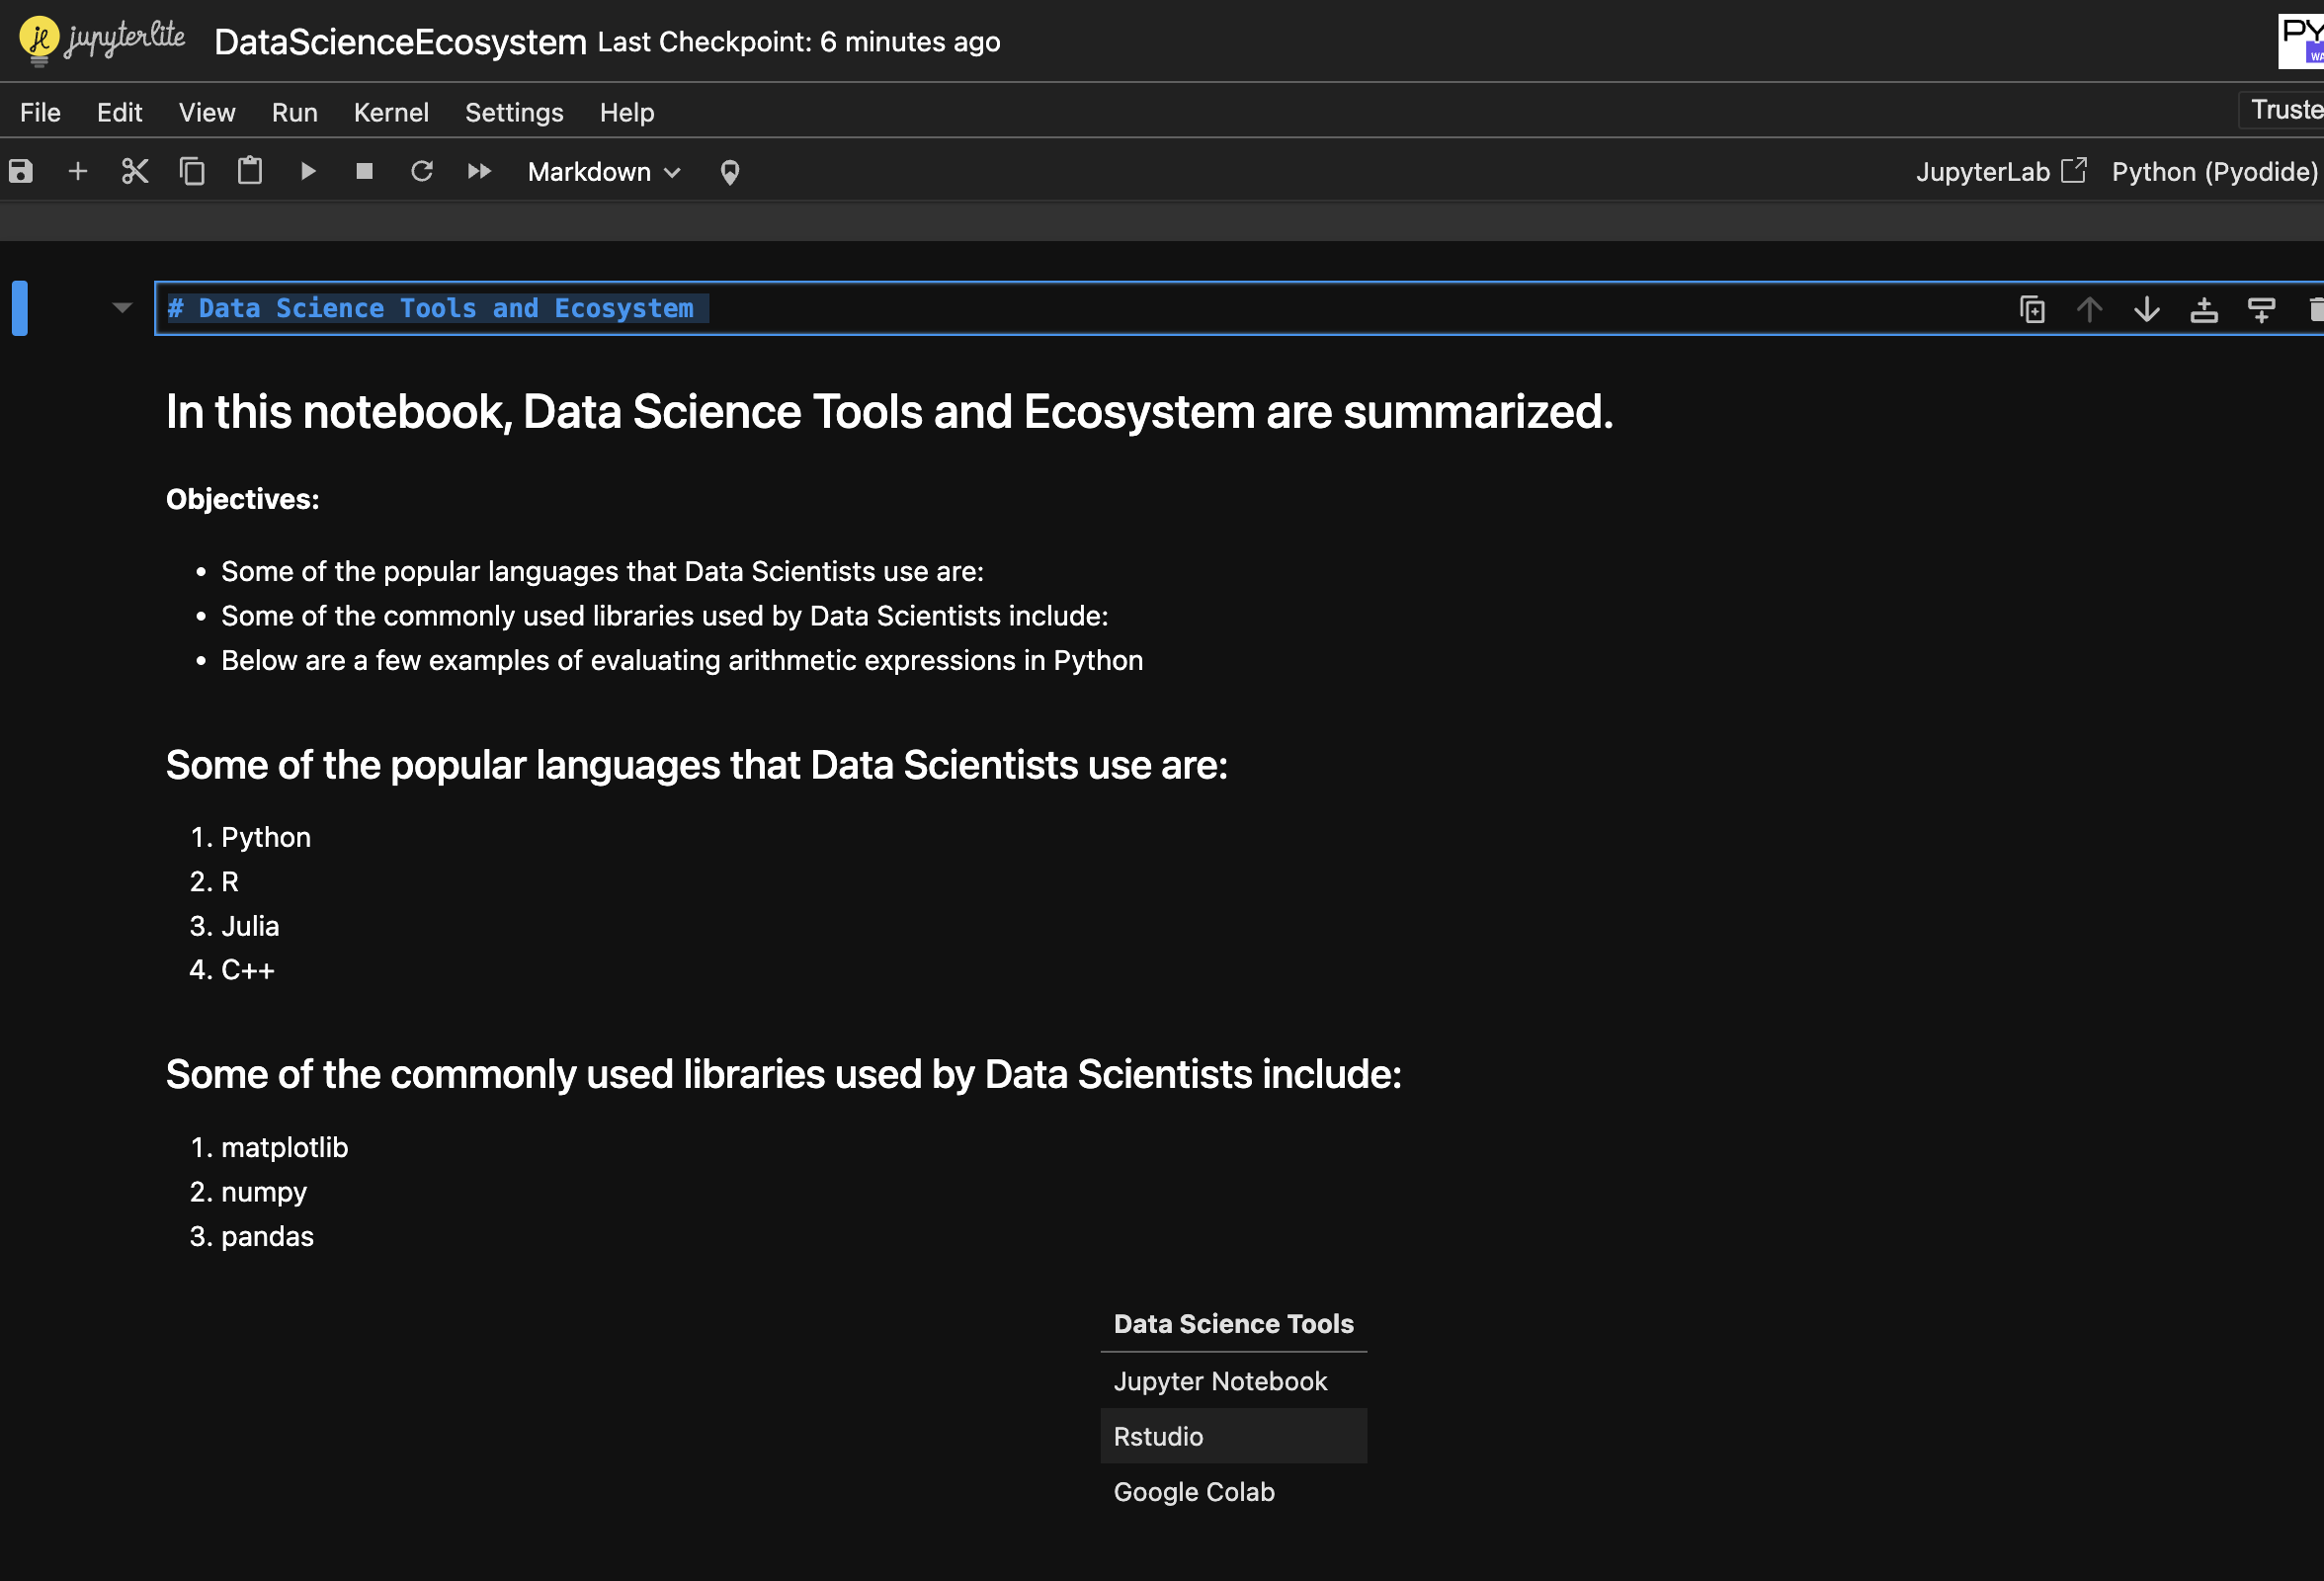 jupyterlite DataScienceEcosystem Last Checkpoint: 6 minutes ago
File Edit View Run Kernel Settings Help
Markdown JupyterLab Python (Pyodide)
# Data Science Tools and Ecosystem
In this notebook, Data Science Tools and Ecosystem are summarized.
Objectives:
• Some of the popular languages that Data Scientists use are:
• Some of the commonly used libraries used by Data Scientists include:
• Below are a few examples of evaluating arithmetic expressions in Python
Some of the popular languages that Data Scientists use are:
1. Python
2. R
3. Julia
4. C++
Some of the commonly used libraries used by Data Scientists include:
1. matplotlib
2. numpy
3. pandas
Data Science Tools
Jupyter Notebook
Rstudio
Google Colab